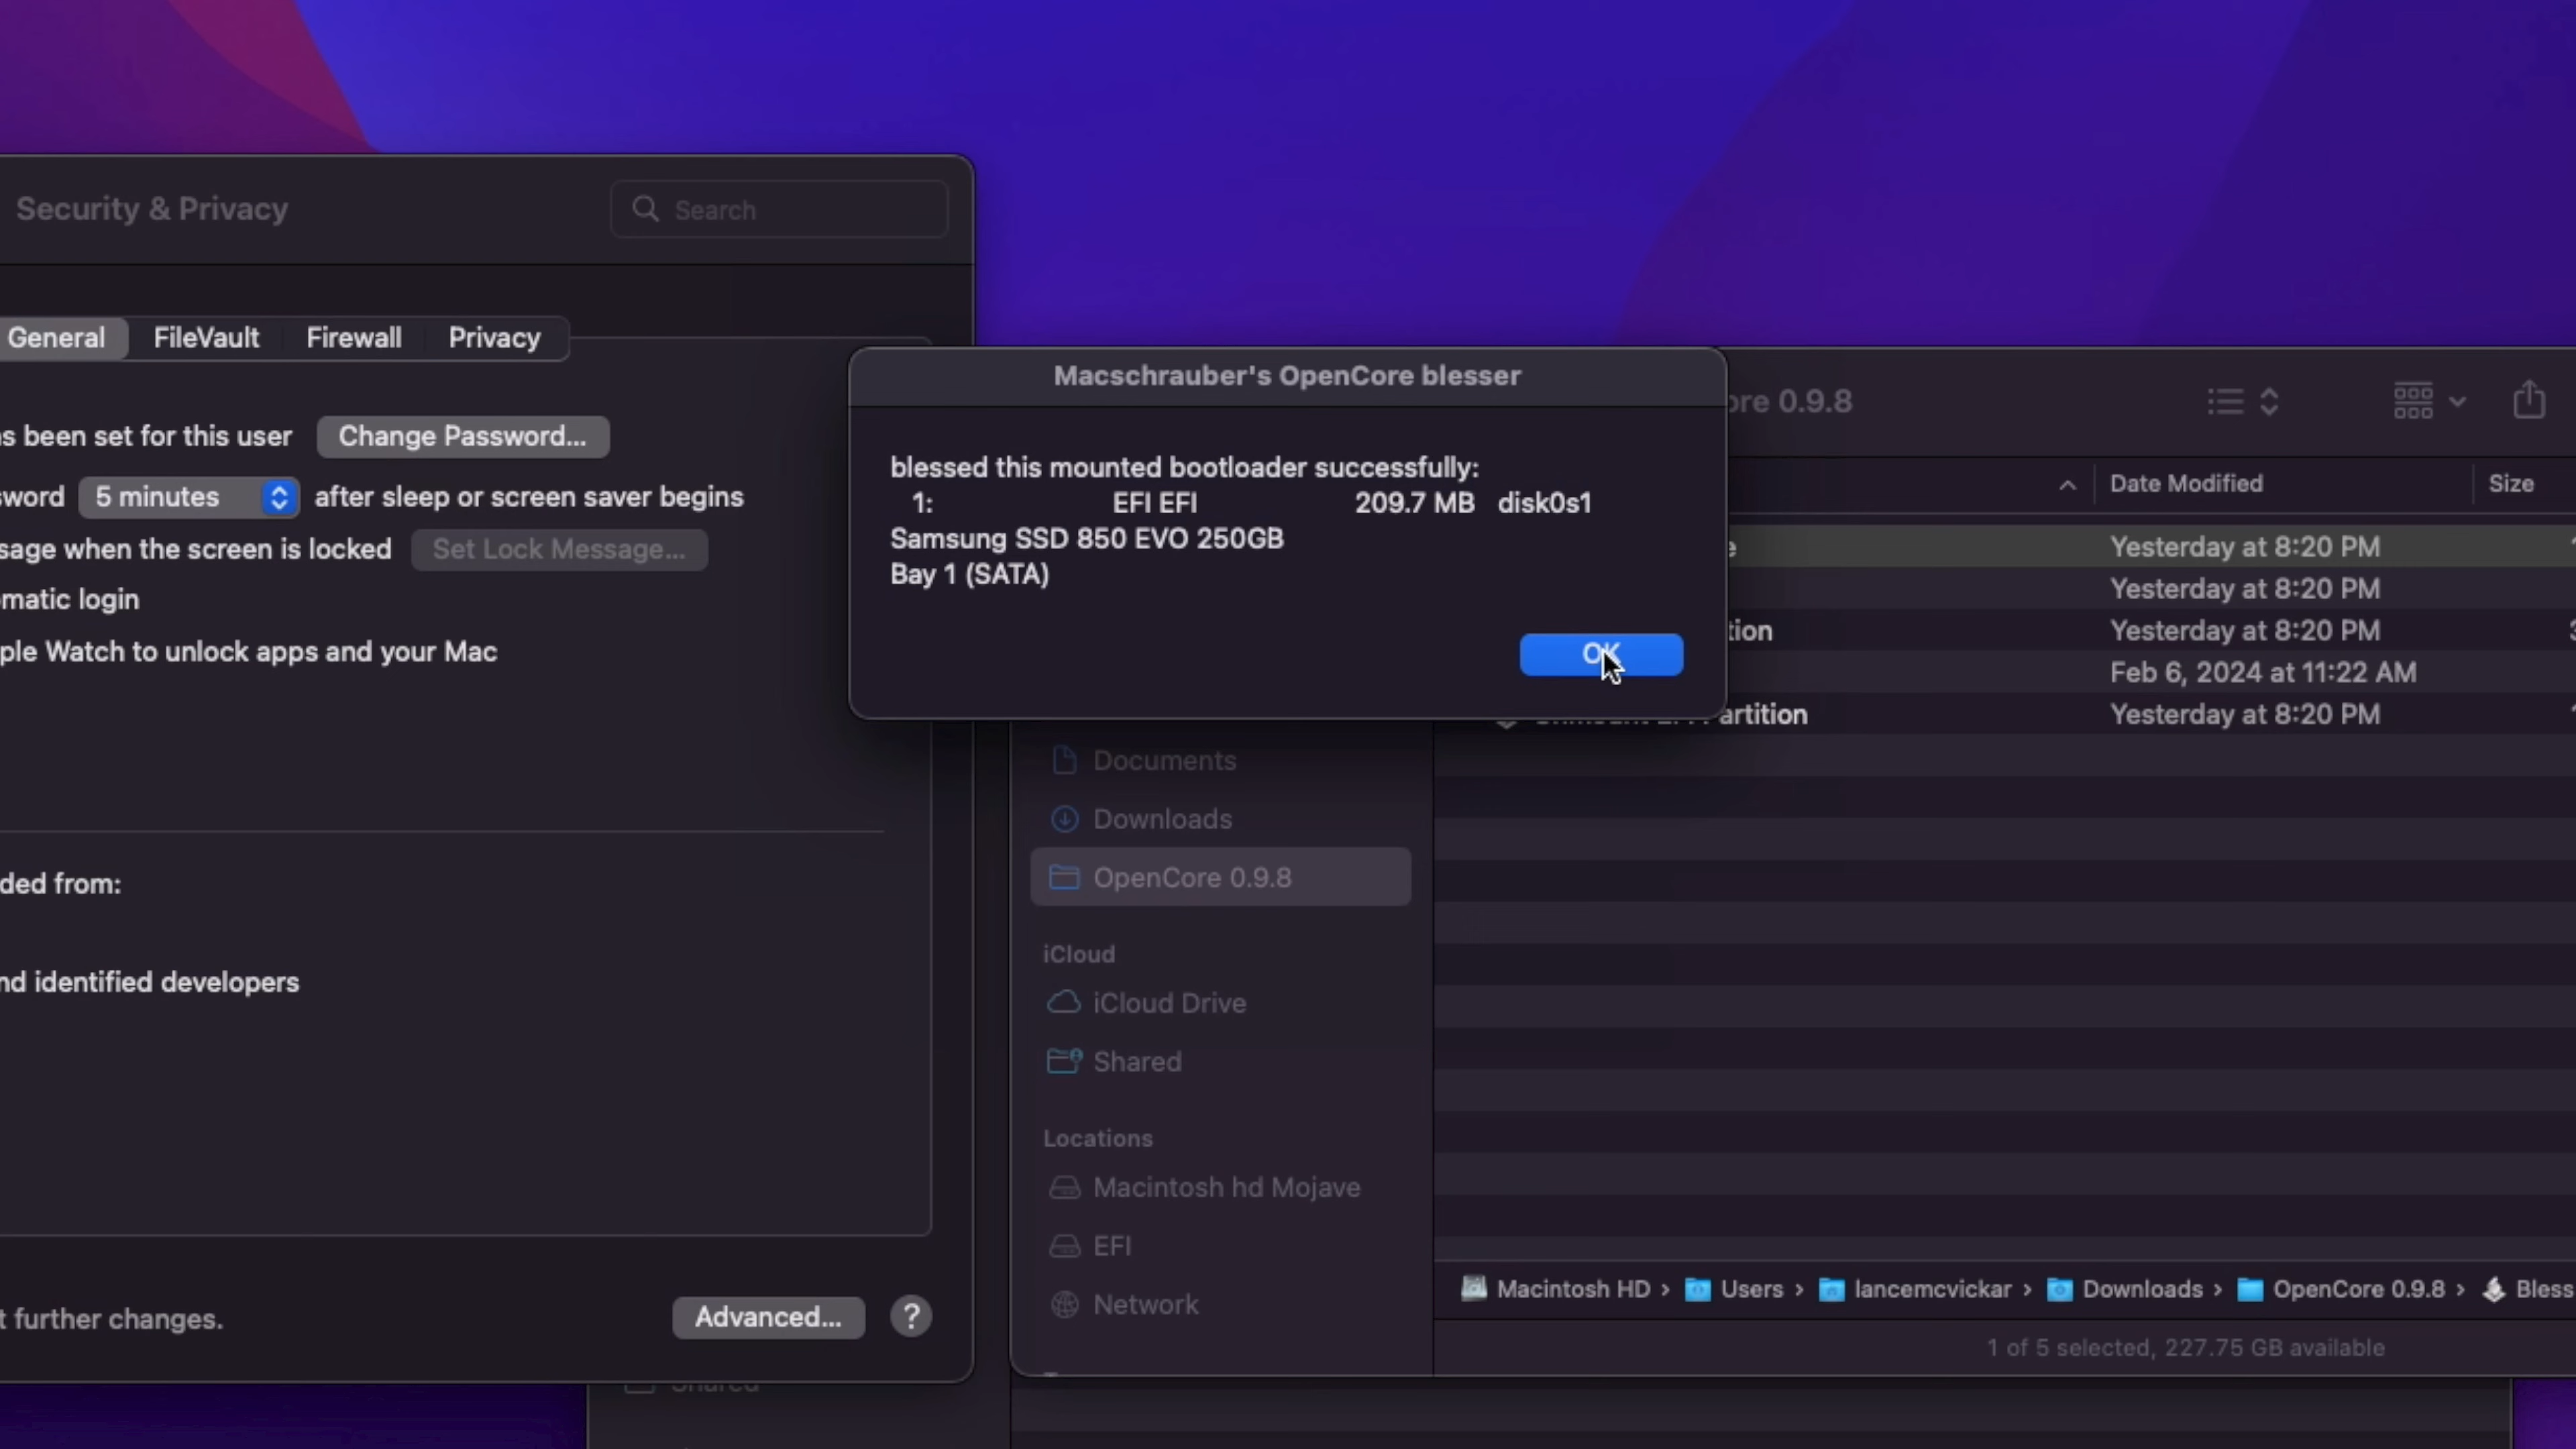 Security & Privacy
Search
General FileVault Firewall Privacy
s been set for this user Change Password...
sword 5 minutes after sleep or screen saver begins
sage when the screen is locked Set Lock Message...
matic login
ple Watch to unlock apps and your Mac
ded from:
nd identified developers
t further changes.
Advanced... ?
Macschrauber's OpenCore blesser
blessed this mounted bootloader successfully:
1: EFI EFI 209.7 MB disk0s1
Samsung SSD 850 EVO 250GB
Bay 1 (SATA)
OK
ore 0.9.8
Date Modified Size
e Yesterday at 8:20 PM
Yesterday at 8:20 PM
tion Yesterday at 8:20 PM
Feb 6, 2024 at 11:22 AM
artition Yesterday at 8:20 PM
Documents
Downloads
OpenCore 0.9.8
iCloud
iCloud Drive
Shared
Locations
Macintosh hd Mojave
EFI
Network
Macintosh HD › Users › lancemcvickar › Downloads › OpenCore 0.9.8 › Bless
1 of 5 selected, 227.75 GB available
Shared